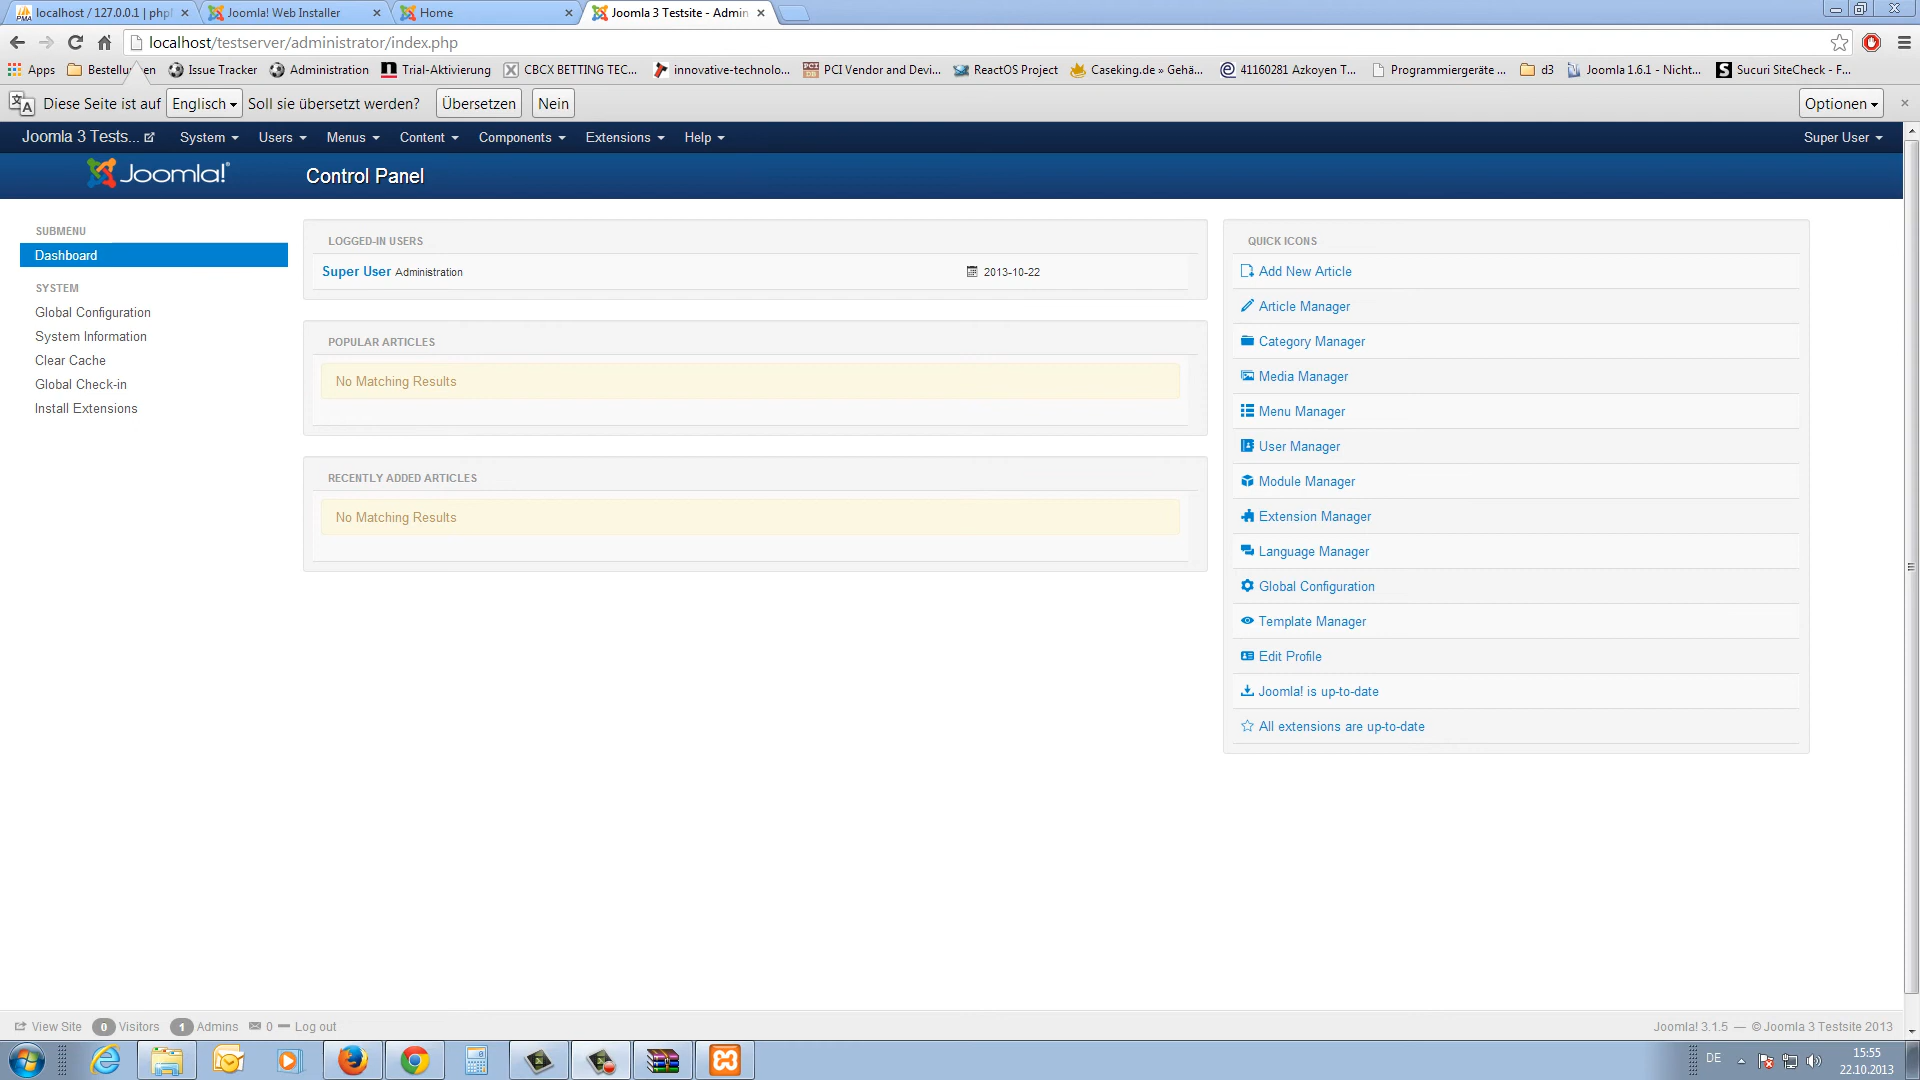 localhost / 127.0.0.1 | php
Joomla! Web Installer
Home
Joomla 3 Testsite - Admin
localhost/testserver/administrator/index.php
Apps
Issue Tracker
Administration
Trial-Aktivierung
CBCX BETTING TEC...
innovative-technolo...
PCI Vendor and Devi...
ReactOS Project
Caseking.de » Gehä...
41160281 Azkoyen T...
Programmiergeräte ...
d3
Joomla 1.6.1 - Nicht...
Sucuri SiteCheck - F...
Diese Seite ist auf
Englisch
Soll sie übersetzt werden?
Übersetzen
Nein
Optionen
Joomla 3 Tests...
System
Users
Menus
Content
Components
Extensions
Help
Super User
Joomla!
Control Panel
SUBMENU
Dashboard
SYSTEM
Global Configuration
System Information
Clear Cache
Global Check-in
Install Extensions
LOGGED-IN USERS
Super User Administration
2013-10-22
POPULAR ARTICLES
No Matching Results
RECENTLY ADDED ARTICLES
No Matching Results
QUICK ICONS
Add New Article
Article Manager
Category Manager
Media Manager
Menu Manager
User Manager
Module Manager
Extension Manager
Language Manager
Global Configuration
Template Manager
Edit Profile
Joomla! is up-to-date
All extensions are up-to-date
View Site
0 Visitors
1 Admins
0
Log out
Joomla! 3.1.5 — © Joomla 3 Testsite 2013
DE
15:55
22.10.2013